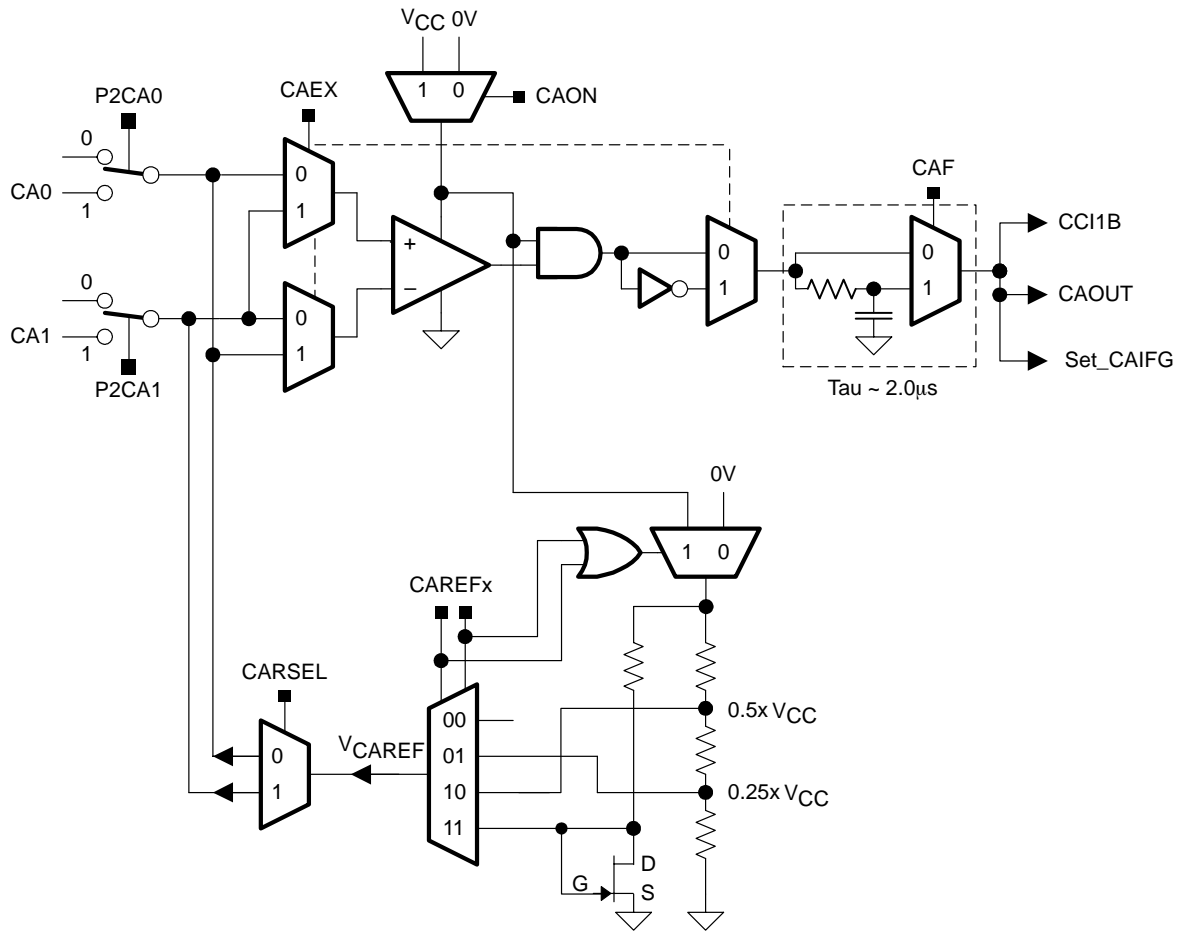 VCC 0V
1 0
CAON
P2CA0
CAEX
0
CA0
1
0
1
CAF
0
CA1
1
P2CA1
0
1
+
−
0
1
0
1
CCI1B
CAOUT
Set_CAIFG
Tau ~ 2.0μs
0V
1 0
CAREFx
CARSEL
0
1
VCAREF
00
01
10
11
0.5x VCC
0.25x VCC
D
G
S